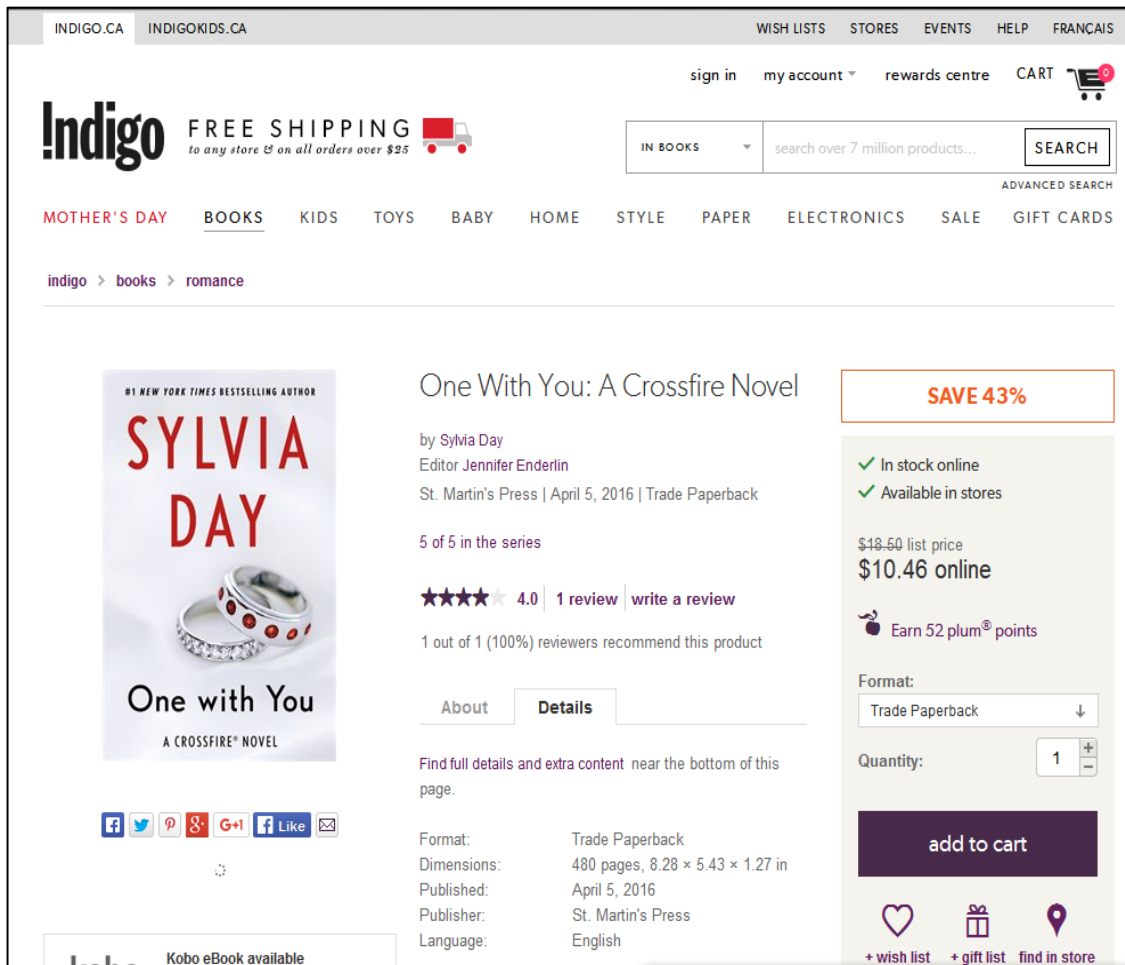 INDIGO.CA INDIGOKIDS.CA WISH LISTS STORES EVENTS HELP FRANÇAIS
sign in my account rewards centre CART 0
!ndigo FREE SHIPPING
to any store & on all orders over $25
IN BOOKS search over 7 million products... SEARCH
ADVANCED SEARCH
MOTHER'S DAY BOOKS KIDS TOYS BABY HOME STYLE PAPER ELECTRONICS SALE GIFT CARDS
indigo > books > romance
#1 NEW YORK TIMES BESTSELLING AUTHOR
SYLVIA
DAY
One with You
A CROSSFIRE® NOVEL
8+ G+1 f Like
Kobo eBook available
One With You: A Crossfire Novel
by Sylvia Day
Editor Jennifer Enderlin
St. Martin's Press | April 5, 2016 | Trade Paperback
5 of 5 in the series
4.0 1 review write a review
1 out of 1 (100%) reviewers recommend this product
About Details
Find full details and extra content near the bottom of this
page.
Format: Trade Paperback
Dimensions: 480 pages, 8.28 × 5.43 × 1.27 in
Published: April 5, 2016
Publisher: St. Martin's Press
Language: English
SAVE 43%
In stock online
Available in stores
$18.50 list price
$10.46 online
Earn 52 plum® points
Format:
Trade Paperback
Quantity: 1 + −
add to cart
+ wish list + gift list find in store